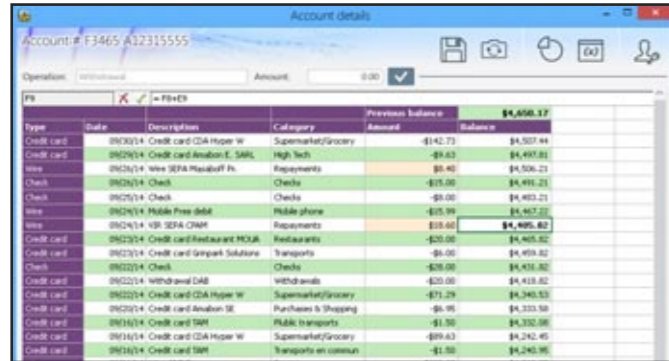 Account details
Account # F3465 A12315555
Operation: Withdrawal Amount: 0.00
F9 = F8+E9
Previous balance $4,650.17
Type Date Description Category Amount Balance
Credit card 09/30/14 Credit card CDA Hyper W Supermarket/Grocery -$142.73 $4,507.44
Credit card 09/29/14 Credit card Amabon E. SARL High Tech -$9.63 $4,497.81
Wire 09/26/14 Wire SEPA Masaboff Pr. Repayments $8.40 $4,506.21
Check 09/26/14 Check Checks -$15.00 $4,491.21
Check 09/25/14 Check Checks -$8.00 $4,483.21
Wire 09/24/14 Mobile Free debit Mobile phone -$15.99 $4,467.22
Wire 09/24/14 VIR SEPA CPAM Repayments $18.60 $4,485.82
Credit card 09/23/14 Credit card Restaurant Restaurants -$20.00 $4,465.82
Credit card 09/23/14 Credit card Grinpark Solutions Transports -$6.00 $4,459.82
Check 09/22/14 Check Checks -$28.00 $4,431.82
Credit card 09/22/14 Withdrawal DAB Withdrawals -$20.00
Credit card 09/22/14 Credit card CDA Hyper W Supermarket/Grocery -$71.29 $4,340.53
Credit card 09/20/14 Credit card Amabon SE Purchases & Shopping -$6.95 $4,333.58
Credit card 09/16/14 Credit card TAM Public transports -$1.50 $4,332.08
Credit card 09/16/14 Credit card CDA Hyper W Supermarket/Grocery -$89.63 $4,242.45
Credit card 09/16/14 Credit card TAM Transports en commun -$1.50 $4,240.95